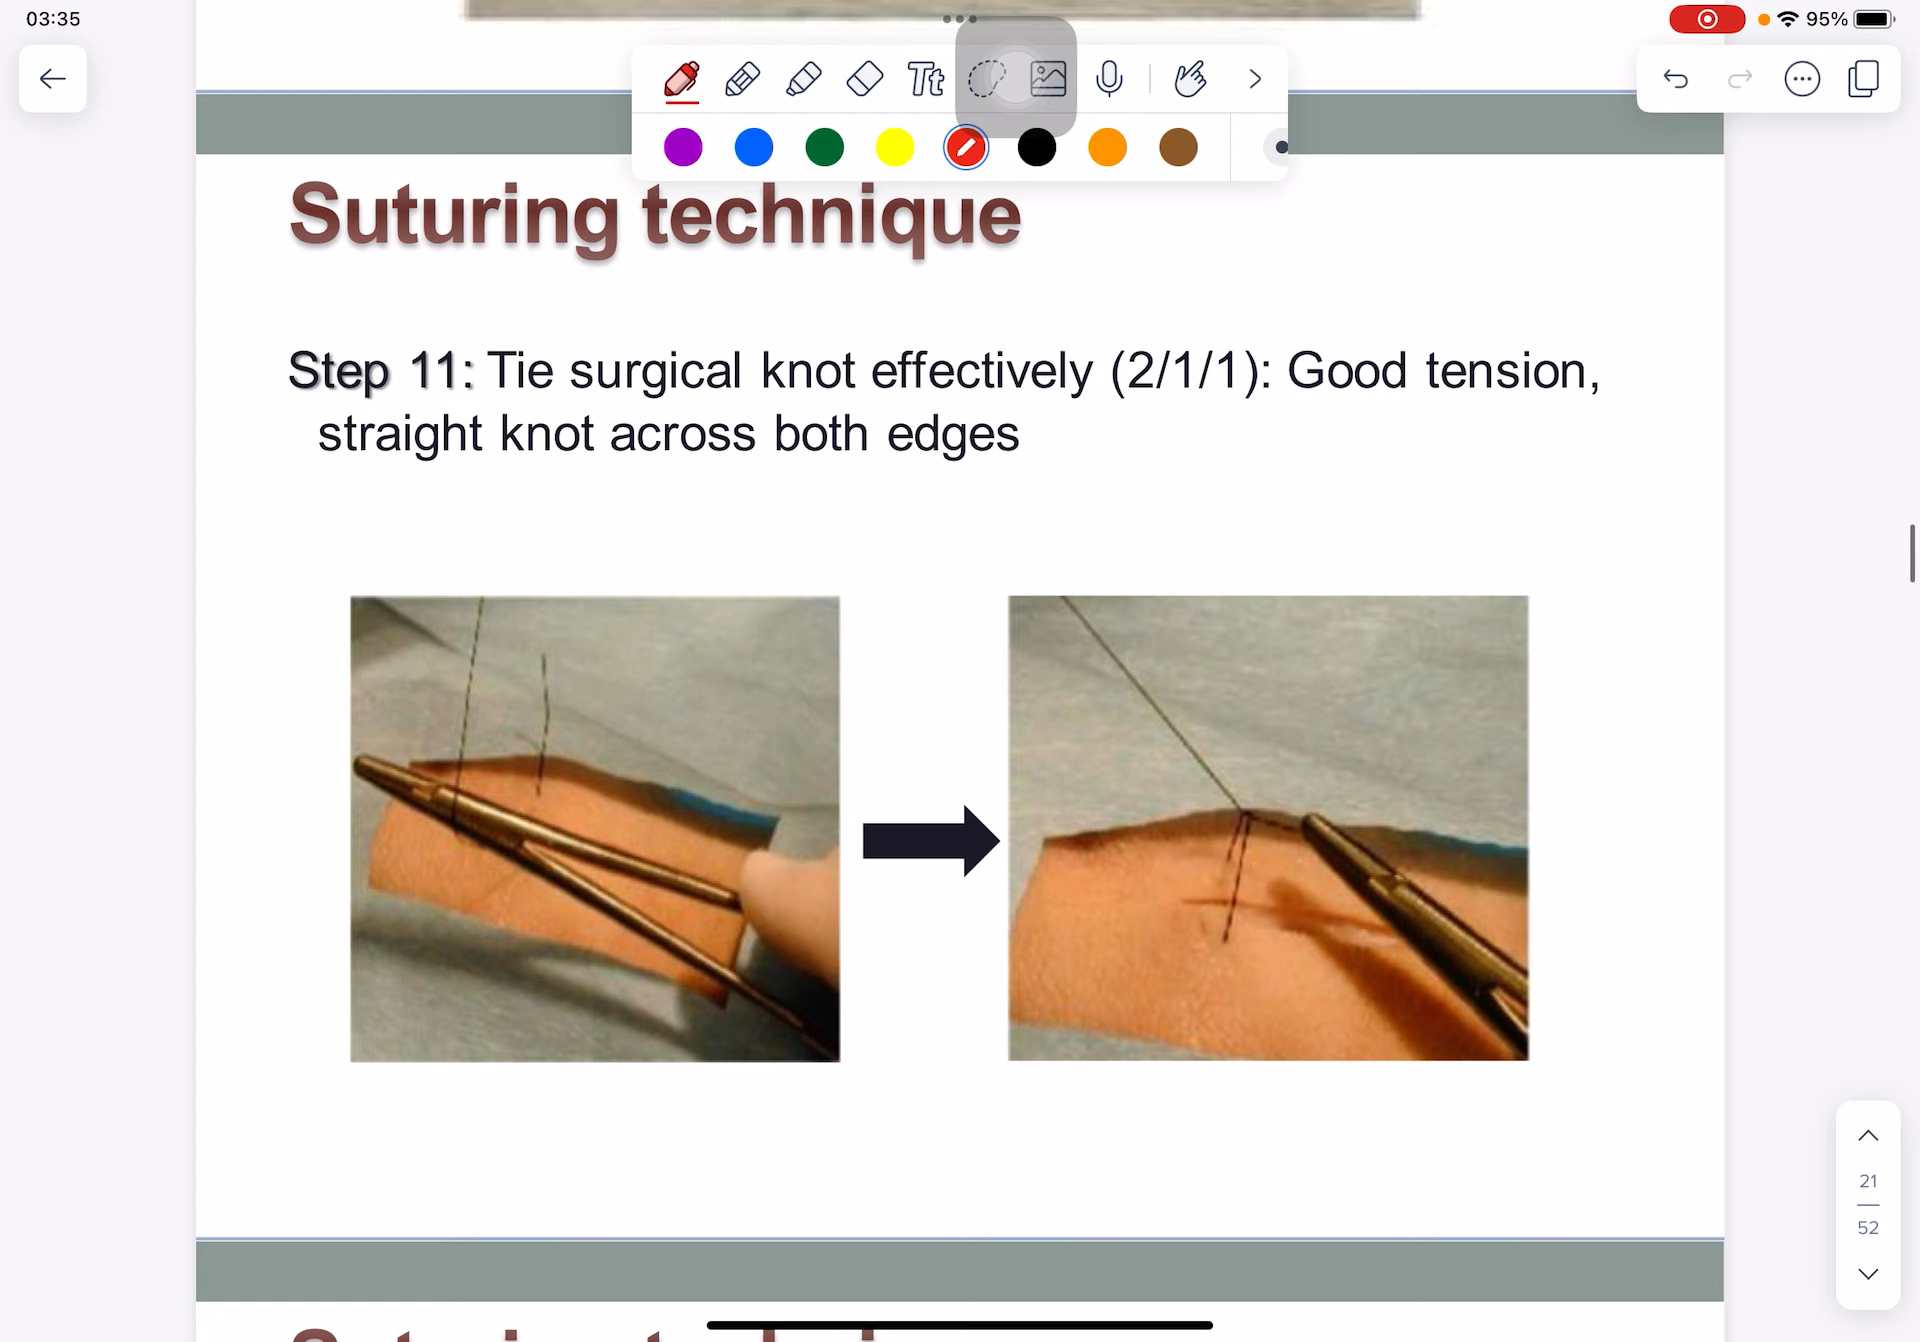 03:35
95%
Tt
Suturing technique
Step 11: Tie surgical knot effectively (2/1/1): Good tension,
straight knot across both edges
21
52